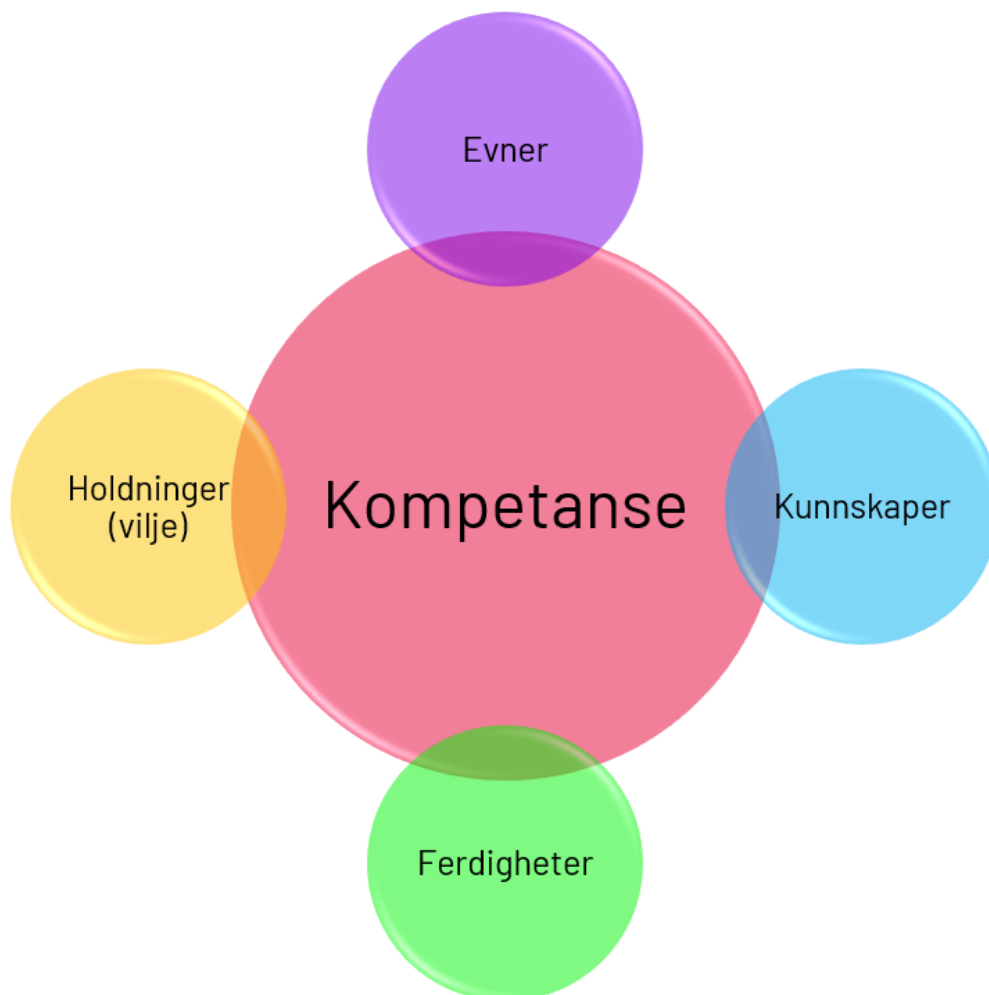 Evner
Holdninger
(vilje)
Kompetanse
Kunnskaper
Ferdigheter